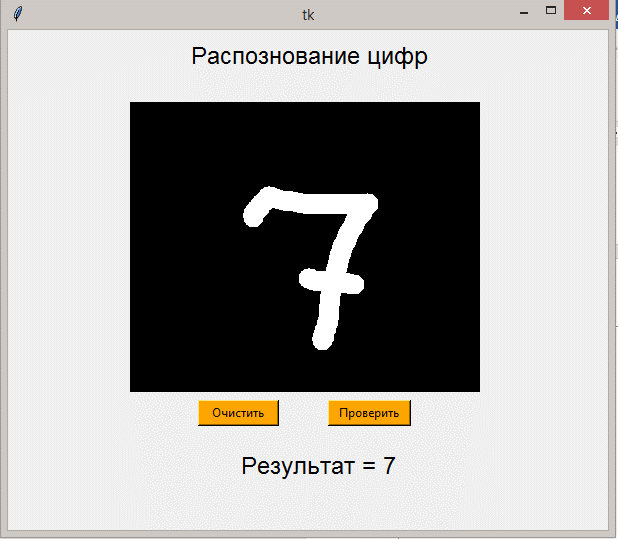 tk
Распознование цифр
7
Очистить Проверить
Результат = 7